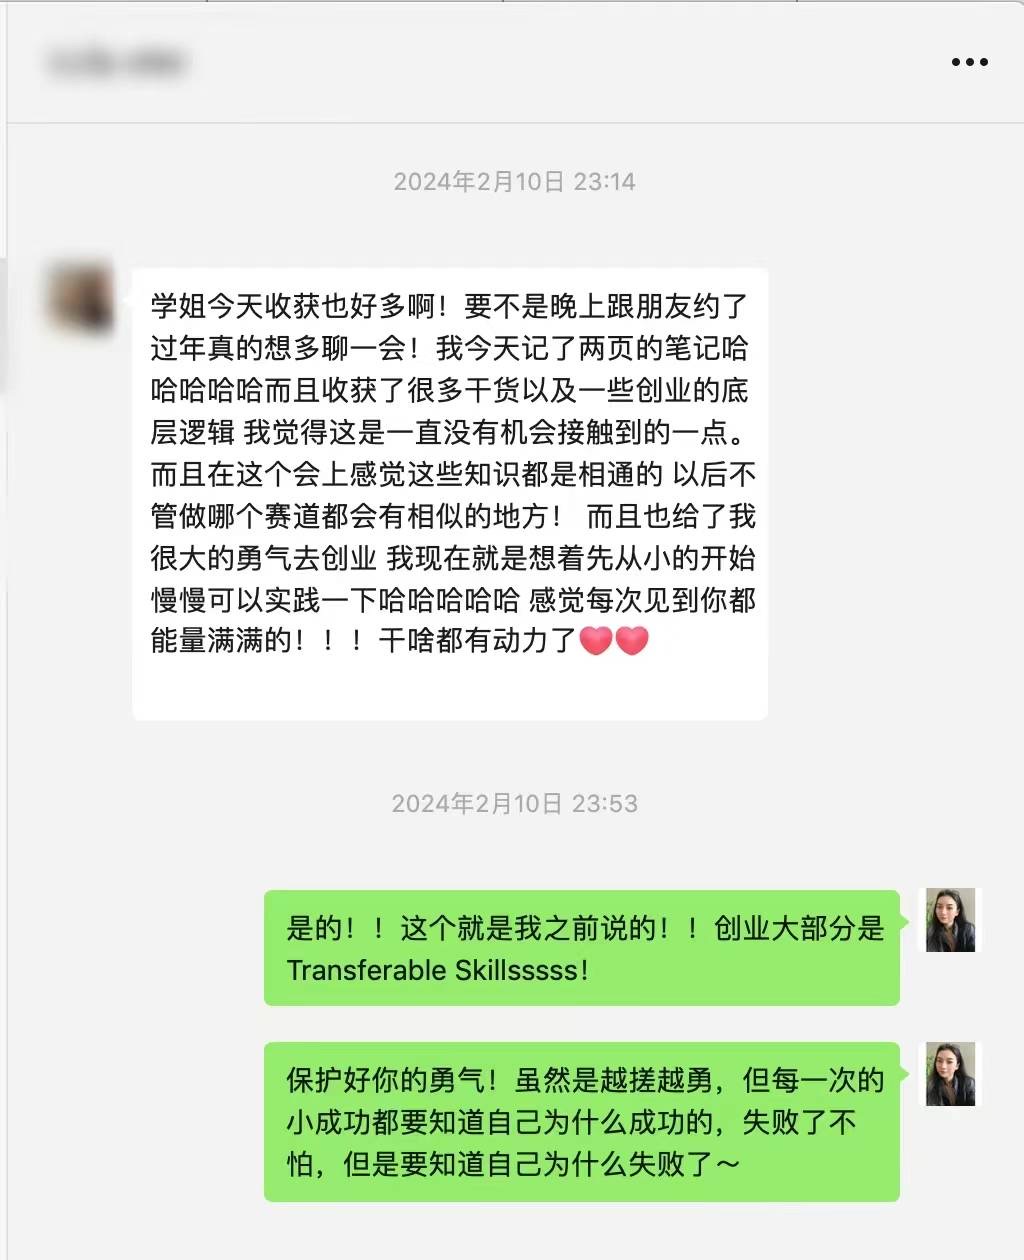 2024年2月10日 23:14
学姐今天收获也好多啊！要不是晚上跟朋友约了
过年真的想多聊一会！我今天记了两页的笔记哈
哈哈哈哈而且收获了很多干货以及一些创业的底
层逻辑 我觉得这是一直没有机会接触到的一点。
而且在这个会上感觉这些知识都是相通的 以后不
管做哪个赛道都会有相似的地方！ 而且也给了我
很大的勇气去创业 我现在就是想着先从小的开始
慢慢可以实践一下哈哈哈哈哈 感觉每次见到你都
能量满满的！！！干啥都有动力了❤️❤️
2024年2月10日 23:53
是的！！这个就是我之前说的！！创业大部分是
Transferable Skillsssss！
保护好你的勇气！虽然是越搓越勇，但每一次的
小成功都要知道自己为什么成功的，失败了不
怕，但是要知道自己为什么失败了～